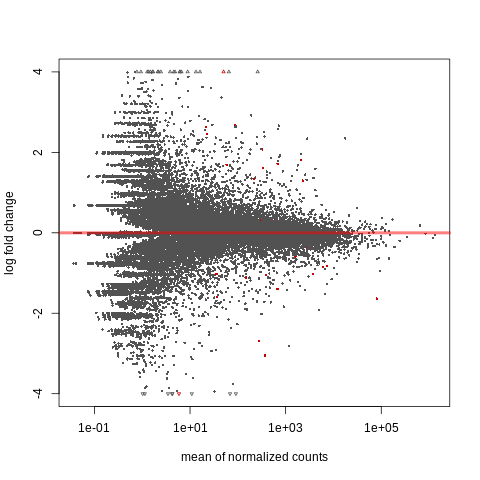 4
2
0
-2
-4
log fold change
1e-01
1e+01
1e+03
1e+05
mean of normalized counts